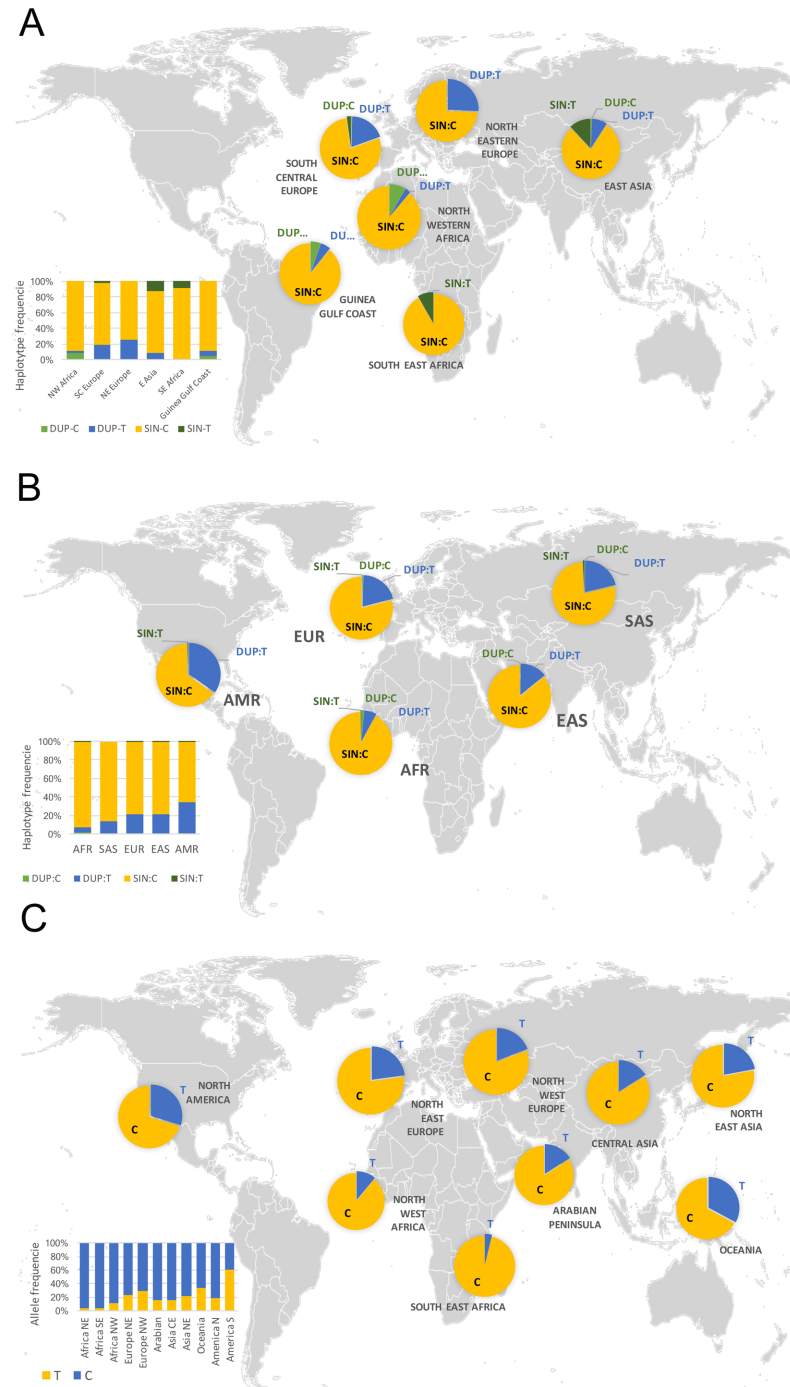 A
DUP:T
SIN:C
NORTH
EASTERN
EUROPE
DUP:C
DUP:T
SIN:C
SOUTH
CENTRAL
EUROPE
SIN:T
DUP:C
DUP:T
SIN:C
EAST ASIA
DUP...
DUP:T
SIN:C
NORTH
WESTERN
AFRICA
DUP...
DU...
SIN:C
GUINEA
GULF COAST
SIN:T
SIN:C
SOUTH EAST AFRICA
Haplotytpe frequencie
100%
80%
60%
40%
20%
0%
NW Africa
SC Europe
NE Europe
E Asia
SE Africa
Guinea Gulf Coast
DUP-C DUP-T SIN-C SIN-T
B
SIN:T
DUP:C
DUP:T
SIN:C
EUR
SIN:T
DUP:C
DUP:T
SIN:C
SAS
SIN:T
DUP:T
SIN:C
AMR
DUP:C
DUP:T
SIN:C
EAS
SIN:T
DUP:C
DUP:T
SIN:C
AFR
Haplotype frequencie
100%
80%
60%
40%
20%
0%
AFR SAS EUR EAS AMR
DUP:C DUP:T SIN:C SIN:T
C
T
C
NORTH
AMERICA
T
C
NORTH
EAST
EUROPE
T
C
NORTH
WEST
EUROPE
T
C
CENTRAL ASIA
T
C
NORTH
EAST ASIA
T
C
NORTH
WEST
AFRICA
T
C
ARABIAN
PENINSULA
T
C
OCEANIA
T
C
SOUTH EAST AFRICA
Allele frequencie
100%
80%
60%
40%
20%
0%
Africa NE
Africa SE
Africa NW
Europe NE
Europe NW
Arabian
Asia CE
Asia NE
Oceania
Amenica N
America S
T C